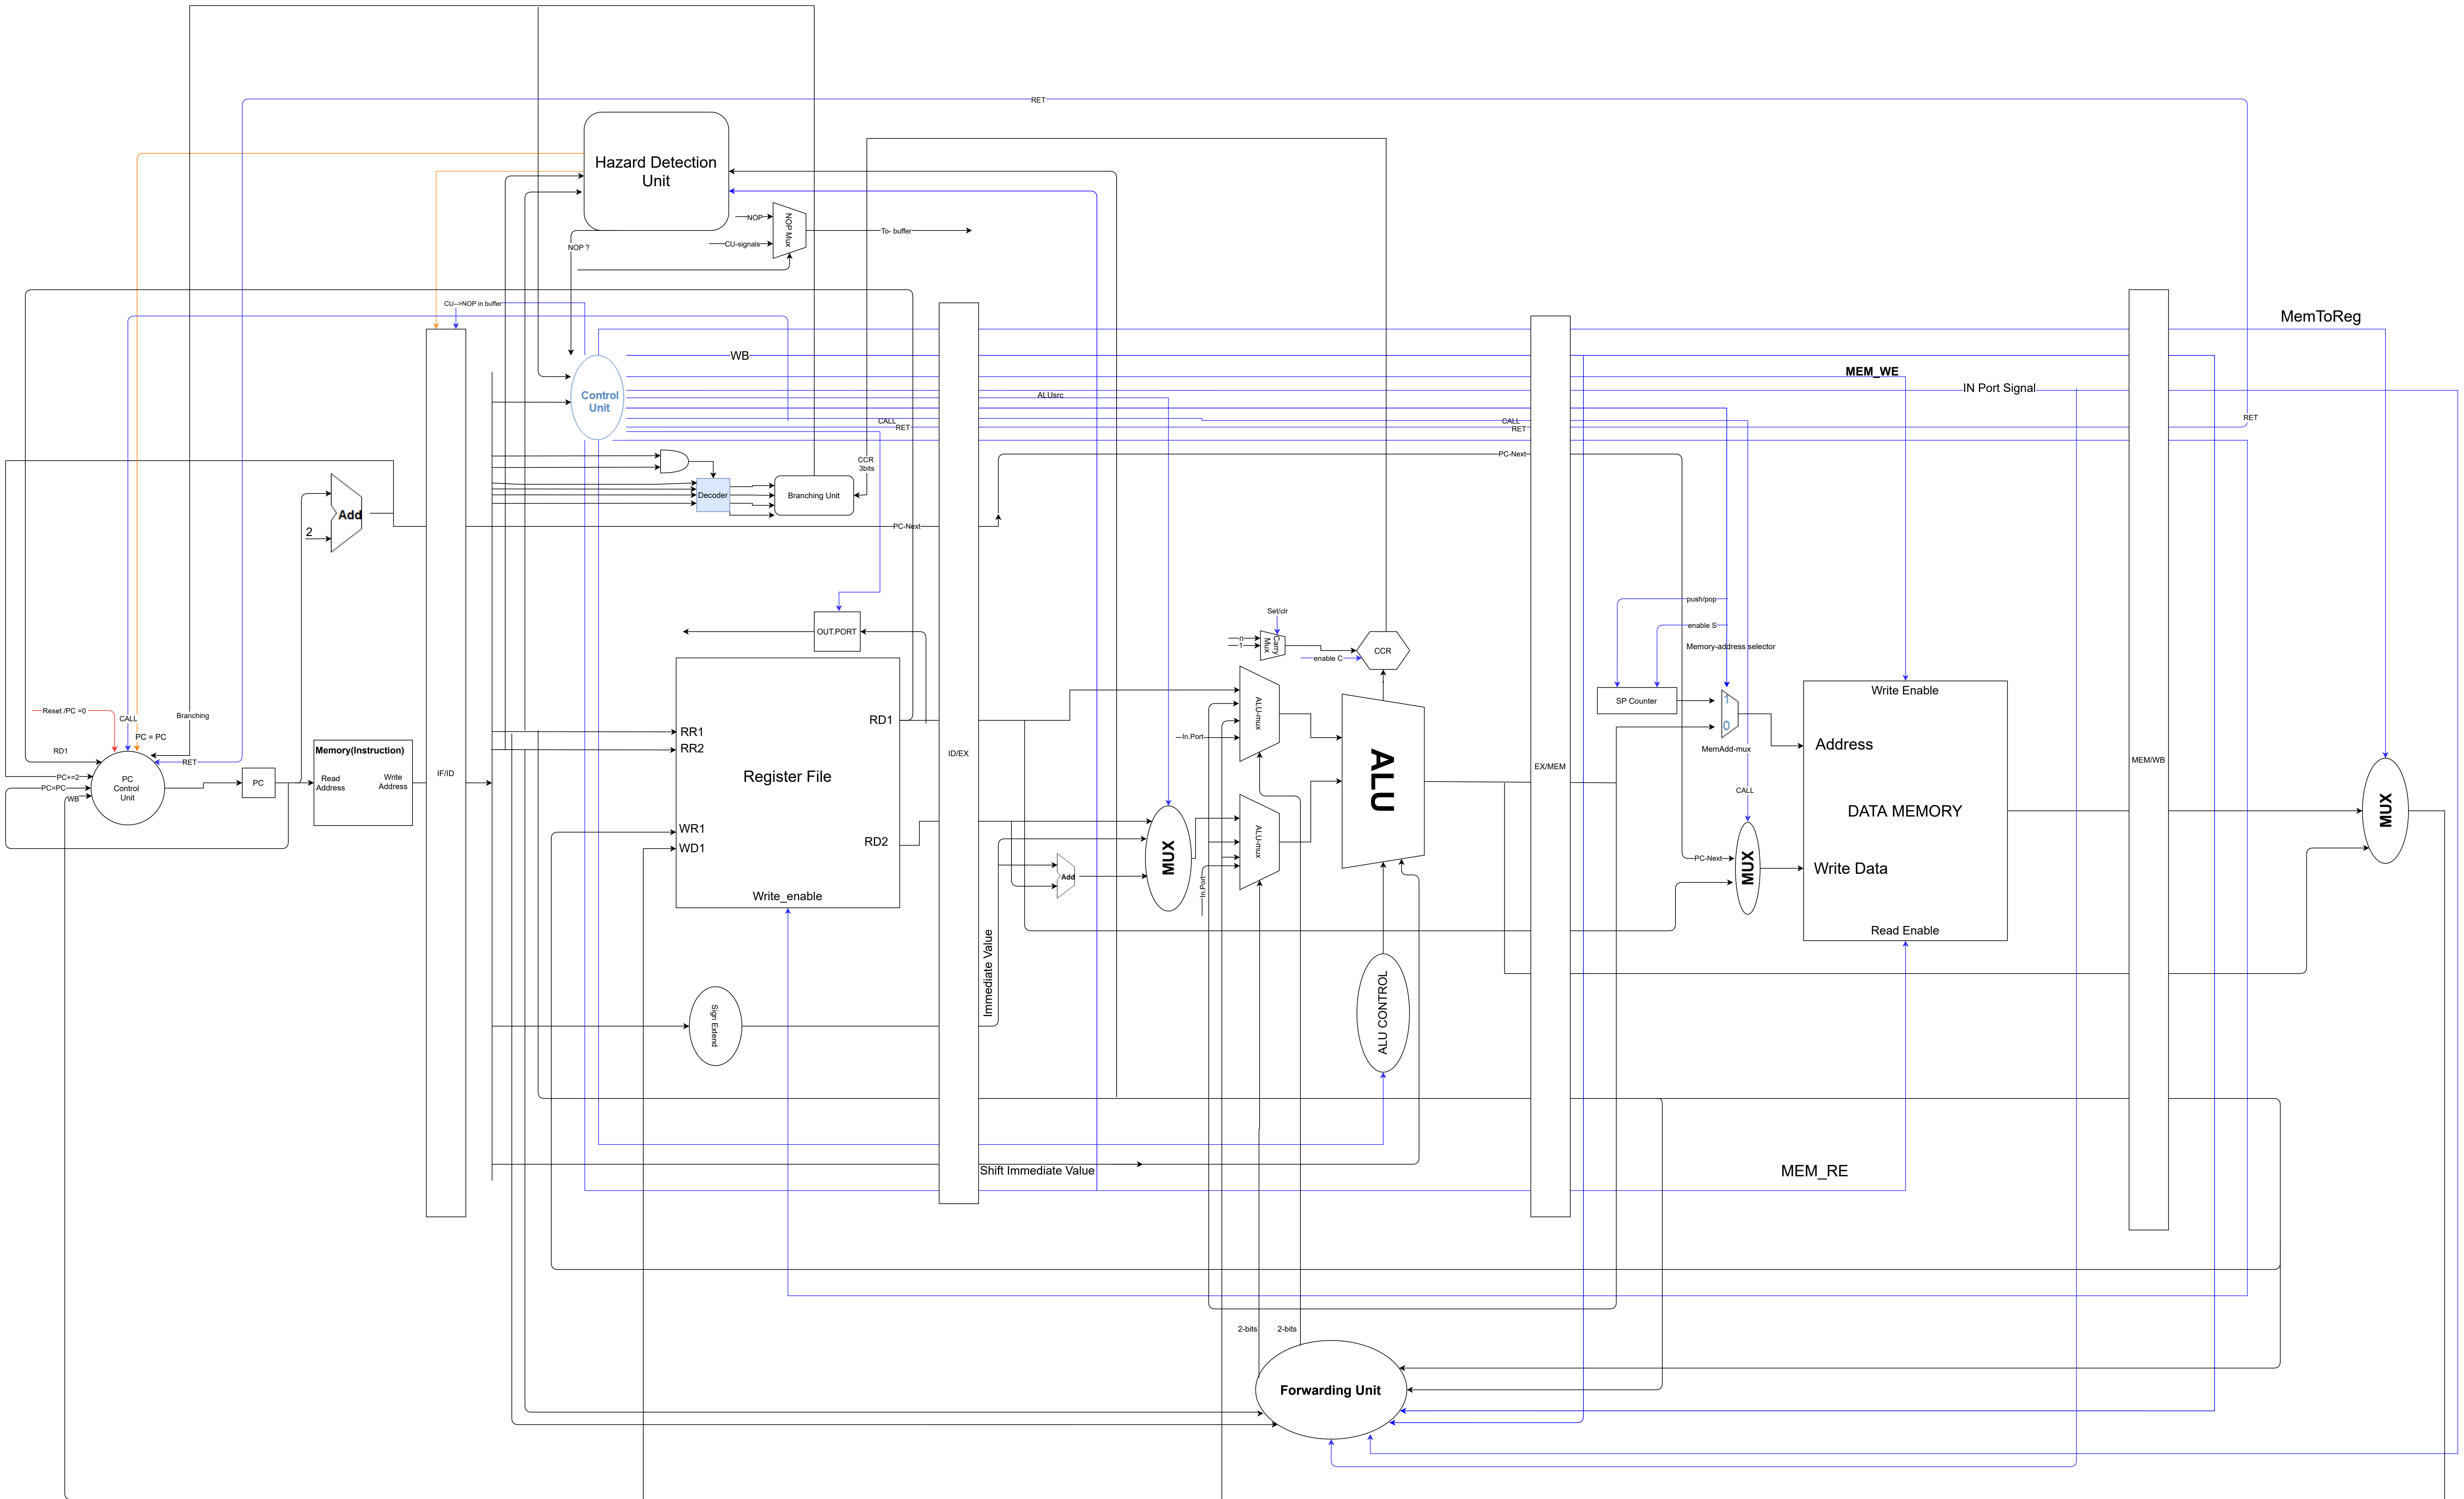 RET
Hazard Detection
Unit
NOP
NOP Mux
CU-signals
To- buffer
NOP ?
CU-->NOP in buffer
MemToReg
WB
MEM_WE
IN Port Signal
Control
Unit
ALUsrc
CALL
RET
CALL
RET
RET
CCR
3bits
PC-Next
Decoder
Branching Unit
Add
2
PC-Next
push/pop
enable S
Memory-address selector
Set/clr
0
1
Carry
Mux
enable C
CCR
OUT.PORT
SP Counter
1
0
MemAdd-mux
Write Enable
Reset /PC =0
CALL
Branching
PC = PC
RD1
RET
PC+=2
PC=PC
WB
PC
Control
Unit
PC
Memory(Instruction)
Read
Address
Write
Address
IF/ID
RR1
RR2
RD1
Register File
WR1
WD1
RD2
Write_enable
ID/EX
In.Port
ALU-mux
ALU
EX/MEM
Address
MEM/WB
DATA MEMORY
MUX
CALL
PC-Next
MUX
Write Data
Read Enable
MUX
Add
ALU-mux
In.Port
Immediate Value
Sign Extend
ALU CONTROL
Shift Immediate Value
MEM_RE
2-bits
2-bits
Forwarding Unit